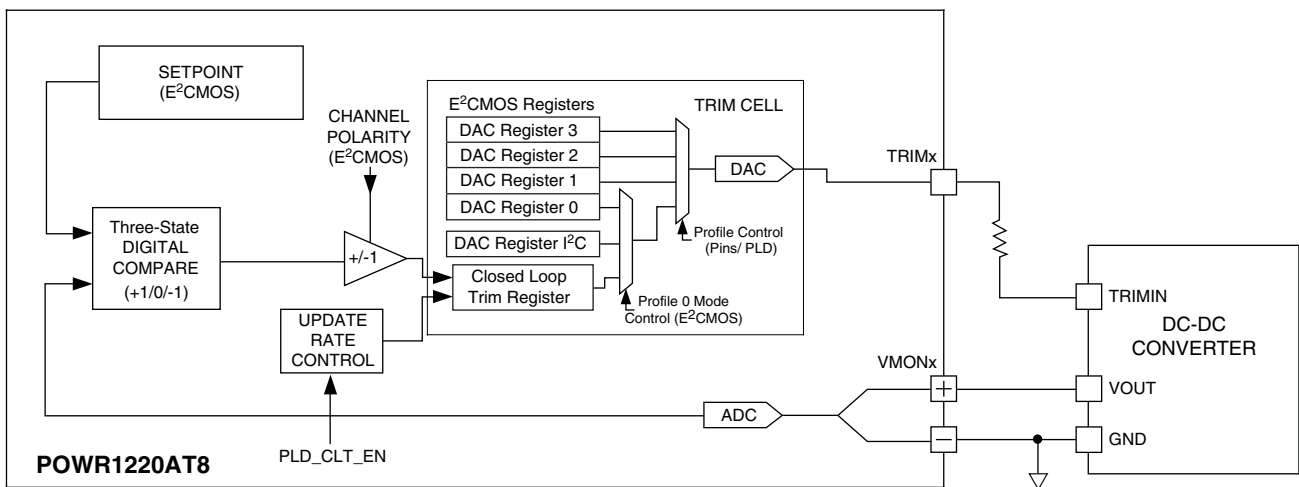 SETPOINT
(E²CMOS)
CHANNEL
POLARITY
(E²CMOS)
E²CMOS Registers
TRIM CELL
DAC Register 3
DAC Register 2
DAC Register 1
DAC Register 0
DAC Register I²C
Closed Loop
Trim Register
DAC
Profile Control
(Pins/ PLD)
Profile 0 Mode
Control (E²CMOS)
TRIMx
Three-State
DIGITAL
COMPARE
(+1/0/-1)
+/-1
UPDATE
RATE
CONTROL
PLD_CLT_EN
ADC
VMONx
+
–
TRIMIN
DC-DC
CONVERTER
VOUT
GND
POWR1220AT8